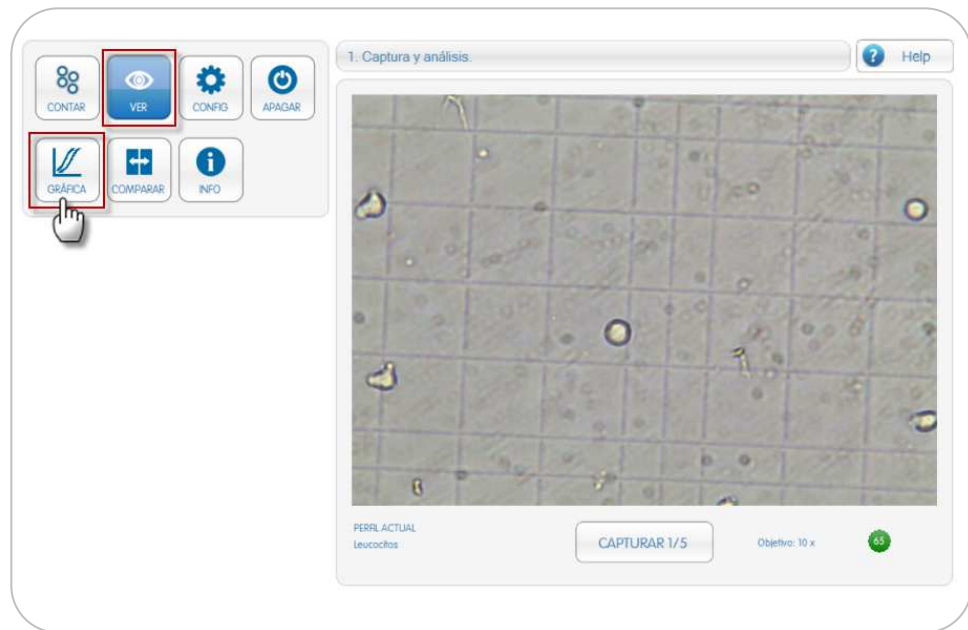 CONTAR
VER
CONFIG
APAGAR
GRÁFICA
COMPARAR
INFO
1. Captura y análisis.
? Help
PERFIL ACTUAL
Leucocitos
CAPTURAR 1/5
Objetivo: 10 x
65